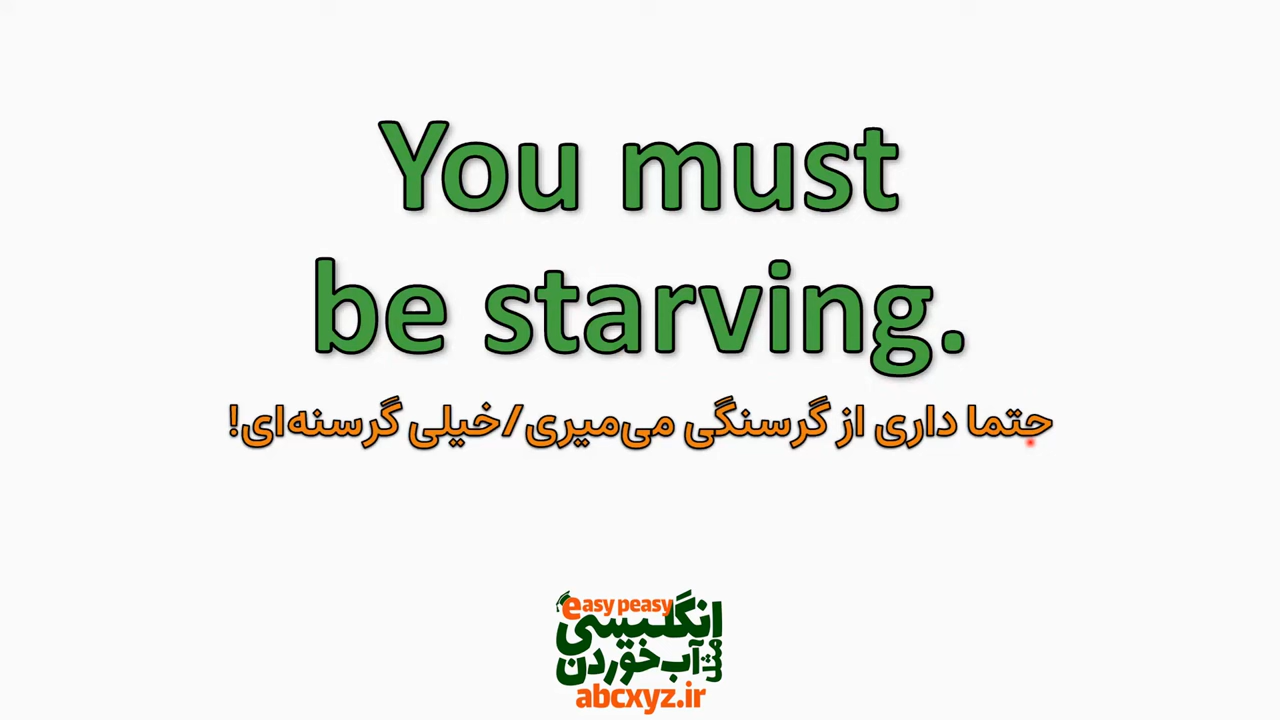 You must
be starving.
حتما داری از گرسنگی می‌میری/خیلی گرسنه‌ای!
easy peasy
انگلیسی
مثل آب خوردن
abcxyz.ir